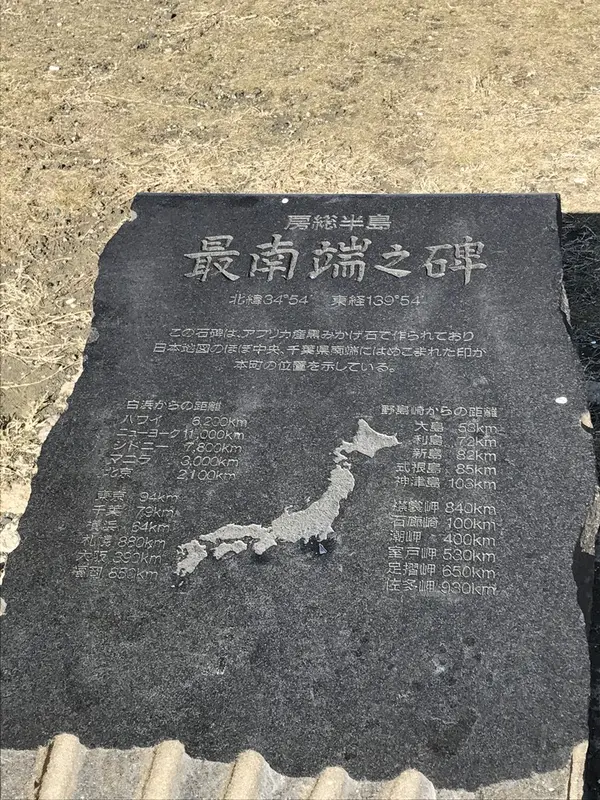 房総半島
最南端之碑
北緯34°54′ 東経139°54′
この石碑は、アフリカ産黒みかげ石で作られており
日本地図のほぼ中央、千葉県南端にはめこまれた印が
本町の位置を示している。
白浜からの距離
ハワイ 6,200km
ニューヨーク 11,000km
シドニー 7,800km
マニラ 3,000km
北京 2,100km
東京 94km
千葉 79km
横浜 64km
札幌 880km
大阪 390km
福岡 850km
野島崎からの距離
大島 53km
利島 72km
新島 82km
式根島 85km
神津島 103km
襟裳岬 840km
石廊崎 100km
潮岬 400km
室戸岬 530km
足摺岬 650km
佐多岬 930km